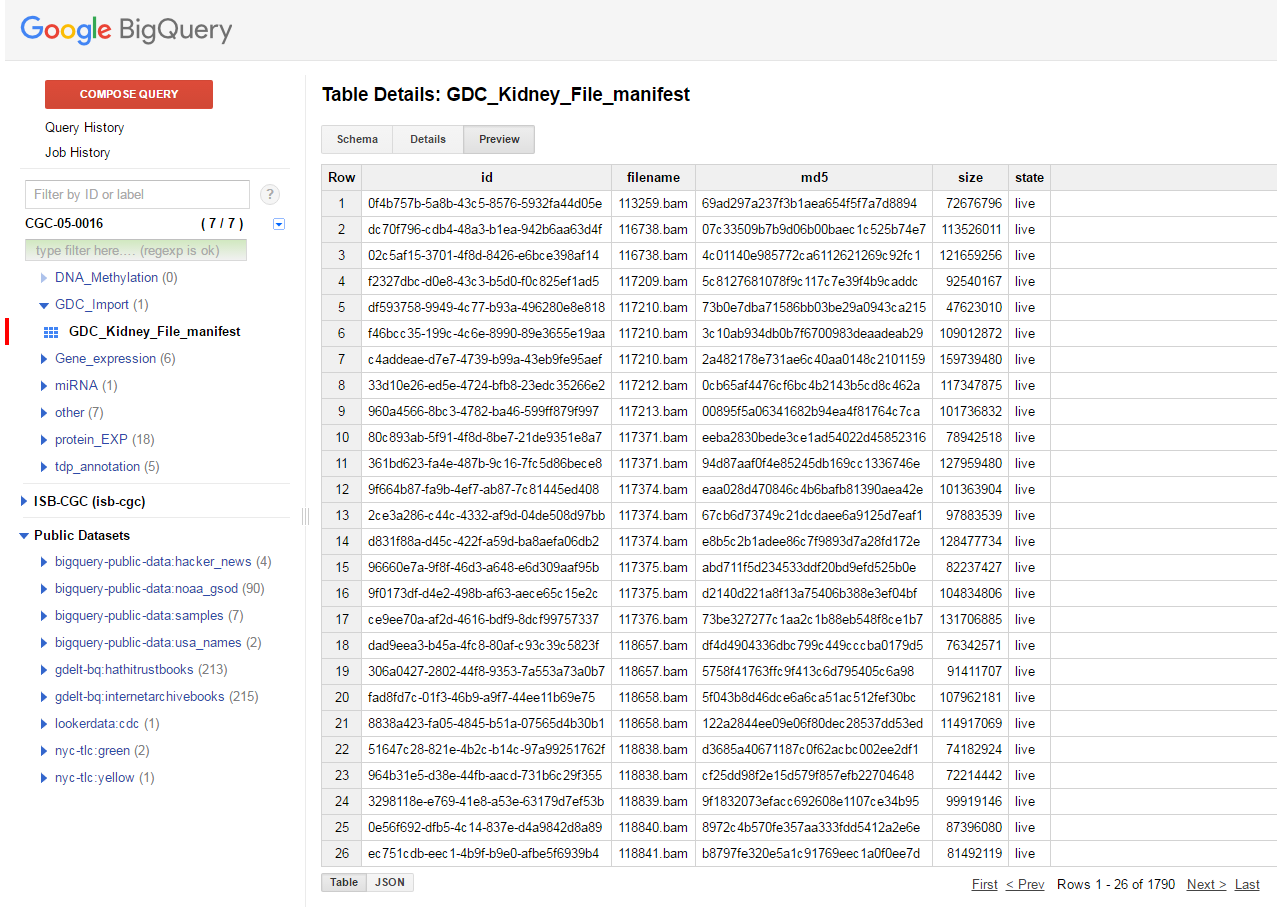 Google BigQuery
COMPOSE QUERY
Query History
Job History
Filter by ID or label
?
CGC-05-0016 ( 7 / 7 )
type filter here.... (regexp is ok)
DNA_Methylation (0)
GDC_Import (1)
GDC_Kidney_File_manifest
Gene_expression (6)
miRNA (1)
other (7)
protein_EXP (18)
tdp_annotation (5)
ISB-CGC (isb-cgc)
Public Datasets
bigquery-public-data:hacker_news (4)
bigquery-public-data:noaa_gsod (90)
bigquery-public-data:samples (7)
bigquery-public-data:usa_names (2)
gdelt-bq:hathitrustbooks (213)
gdelt-bq:internetarchivebooks (215)
lookerdata:cdc (1)
nyc-tlc:green (2)
nyc-tlc:yellow (1)
Table Details: GDC_Kidney_File_manifest
Schema Details Preview
Row id filename md5 size state
1 0f4b757b-5a8b-43c5-8576-5932fa44d05e 113259.bam 69ad297a237f3b1aea654f5f7a7d8894 72676796 live
2 dc70f796-cdb4-48a3-b1ea-942b6aa63d4f 116738.bam 07c33509b7b9d06b00baec1c525b74e7 113526011 live
3 02c5af15-3701-4f8d-8426-e6bce398af14 116738.bam 4c01140e985772ca6112621269c92fc1 121659256 live
4 f2327dbc-d0e8-43c3-b5d0-f0c825ef1ad5 117209.bam 5c8127681078f9c117c7e39f4b9caddc 92540167 live
5 df593758-9949-4c77-b93a-496280e8e818 117210.bam 73b0e7dba71586bb03be29a0943ca215 47623010 live
6 f46bcc35-199c-4c6e-8990-89e3655e19aa 117210.bam 3c10ab934db0b7f6700983deaadeab29 109012872 live
7 c4addeae-d7e7-4739-b99a-43eb9fe95aef 117210.bam 2a482178e731ae6c40aa0148c2101159 159739480 live
8 33d10e26-ed5e-4724-bfb8-23edc35266e2 117212.bam 0cb65af4476cf6bc4b2143b5cd8c462a 117347875 live
9 960a4566-8bc3-4782-ba46-599ff879f997 117213.bam 00895f5a06341682b94ea4f81764c7ca 101736832 live
10 80c893ab-5f91-4f8d-8be7-21de9351e8a7 117371.bam eeba2830bede3ce1ad54022d45852316 78942518 live
11 361bd623-fa4e-487b-9c16-7fc5d86bece8 117371.bam 94d87aaf0f4e85245db169cc1336746e 127959480 live
12 9f664b87-fa9b-4ef7-ab87-7c81445ed408 117374.bam eaa028d470846c4b6bafb81390aea42e 101363904 live
13 2ce3a286-c44c-4332-af9d-04de508d97bb 117374.bam 67cb6d73749c21dcdaee6a9125d7eaf1 97883539 live
14 d831f88a-d45c-422f-a59d-ba8aefa06db2 117374.bam e8b5c2b1adee86c7f9893d7a28fd172e 128477734 live
15 96660e7a-9f8f-46d3-a648-e6d309aaf95b 117375.bam abd711f5d234533ddf20bd9efd525b0e 82237427 live
16 9f0173df-d4e2-498b-af63-aece65c15e2c 117375.bam d2140d221a8f13a75406b388e3ef04bf 104834806 live
17 ce9ee70a-af2d-4616-bdf9-8dcf99757337 117376.bam 73be327277c1aa2c1b88eb548f8ce1b7 131706885 live
18 dad9eea3-b45a-4fc8-80af-c93c39c5823f 118657.bam df4d4904336dbc799c449cccba0179d5 76342571 live
19 306a0427-2802-44f8-9353-7a553a73a0b7 118657.bam 5758f41763ffc9f413c6d795405c6a98 91411707 live
20 fad8fd7c-01f3-46b9-a9f7-44ee11b69e75 118658.bam 5f043b8d46dce6a6ca51ac512fef30bc 107962181 live
21 8838a423-fa05-4845-b51a-07565d4b30b1 118658.bam 122a2844ee09e06f80dec28537dd53ed 114917069 live
22 51647c28-821e-4b2c-b14c-97a99251762f 118838.bam d3685a40671187c0f62acbc002ee2df1 74182924 live
23 964b31e5-d38e-44fb-aacd-731b6c29f355 118838.bam cf25dd98f2e15d579f857efb22704648 72214442 live
24 3298118e-e769-41e8-a53e-63179d7ef53b 118839.bam 9f1832073efacc692608e1107ce34b95 99919146 live
25 0e56f692-dfb5-4c14-837e-d4a9842d8a89 118840.bam 8972c4b570fe357aa333fdd5412a2e6e 87396080 live
26 ec751cdb-eec1-4b9f-b9e0-afbe5f6939b4 118841.bam b8797fe320e5a1c91769eec1a0f0ee7d 81492119 live
Table JSON First < Prev Rows 1 - 26 of 1790 Next > Last